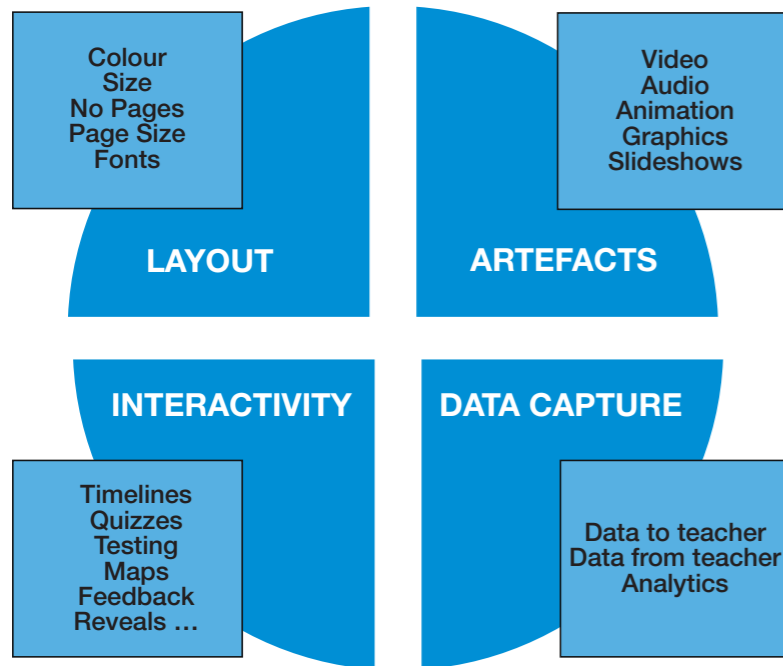 Colour
Size
No Pages
Page Size
Fonts
LAYOUT
Video
Audio
Animation
Graphics
Slideshows
ARTEFACTS
INTERACTIVITY
Timelines
Quizzes
Testing
Maps
Feedback
Reveals ...
DATA CAPTURE
Data to teacher
Data from teacher
Analytics